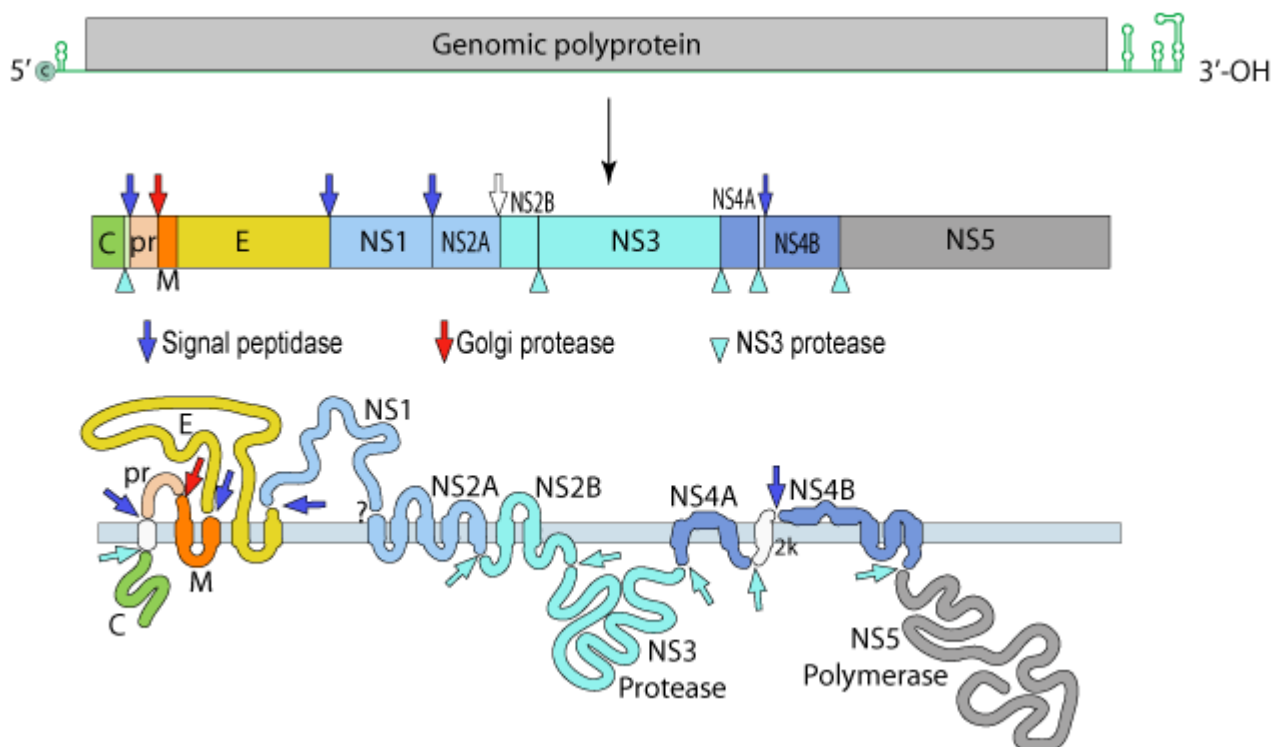 Genomic polyprotein
5′ c 3′-OH
NS2B NS4A
C pr E NS1 NS2A NS3 NS4B NS5
M
Signal peptidase Golgi protease NS3 protease
NS1
E
pr NS2A NS2B NS4A NS4B
?
2k
M
C
NS3
Protease
NS5
Polymerase